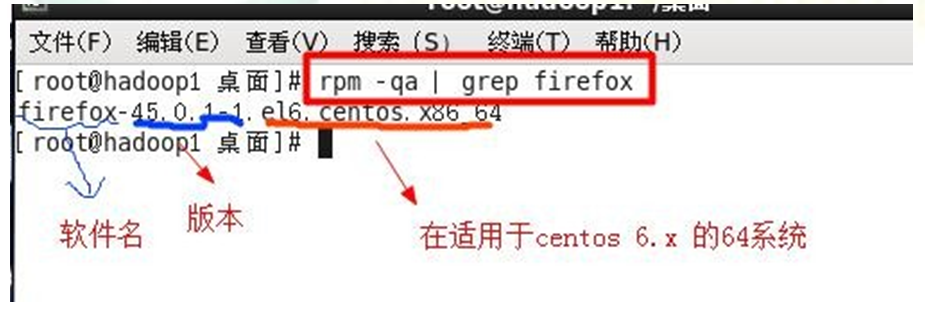 root@hadoop1: ~/桌面
文件(F) 编辑(E) 查看(V) 搜索 (S) 终端(T) 帮助(H)
[root@hadoop1 桌面]# rpm -qa | grep firefox
firefox-45.0.1-1.el6.centos.x86_64
[root@hadoop1 桌面]#
软件名 版本 在适用于centos 6.x 的64系统